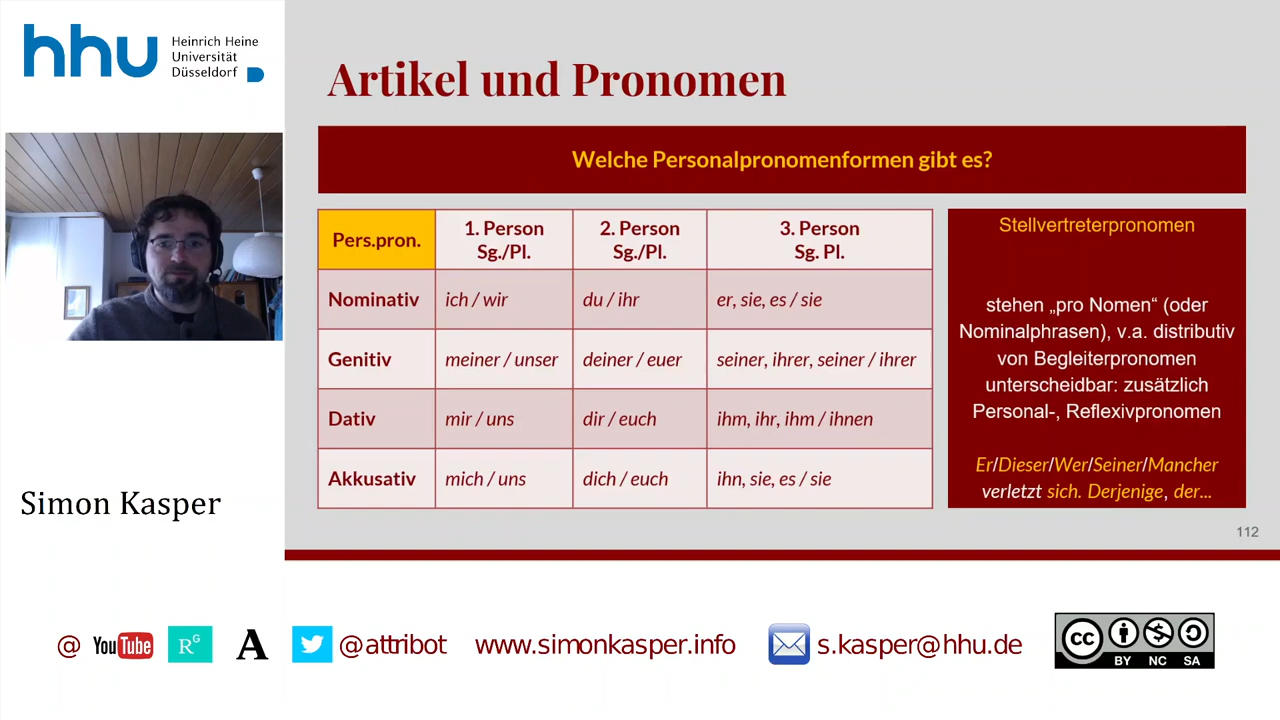 hhu Heinrich Heine
Universität
Düsseldorf
Artikel und Pronomen
Welche Personalpronomenformen gibt es?
Pers.pron. 1. Person Sg./Pl. 2. Person Sg./Pl. 3. Person Sg. Pl.
Nominativ ich / wir du / ihr er, sie, es / sie
Genitiv meiner / unser deiner / euer seiner, ihrer, seiner / ihrer
Dativ mir / uns dir / euch ihm, ihr, ihm / ihnen
Akkusativ mich / uns dich / euch ihn, sie, es / sie
Stellvertreterpronomen
stehen „pro Nomen“ (oder
Nominalphrasen), v.a. distributiv
von Begleiterpronomen
unterscheidbar: zusätzlich
Personal-, Reflexivpronomen
Er/Dieser/Wer/Seiner/Mancher
verletzt sich. Derjenige, der...
112
Simon Kasper
@ YouTube RG A @attribot www.simonkasper.info s.kasper@hhu.de
cc BY NC SA